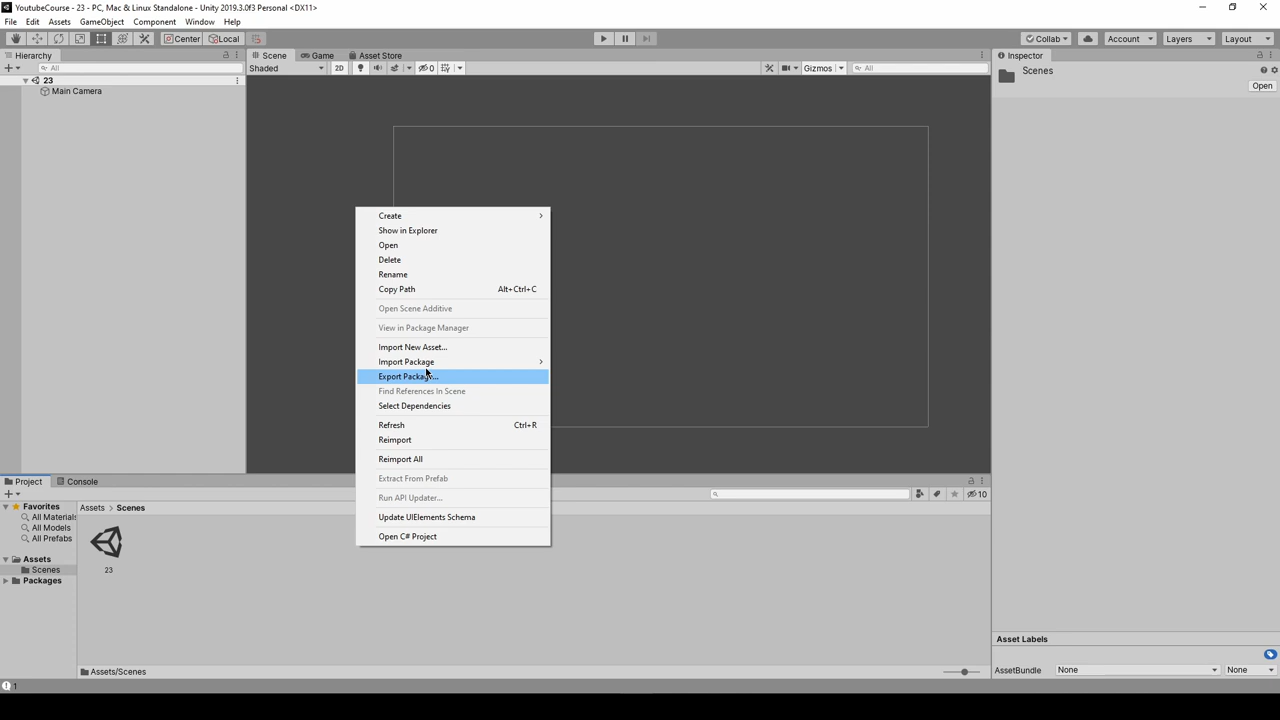 YoutubeCourse - 23 - PC, Mac & Linux Standalone - Unity 2019.3.0f3 Personal <DX11>
File Edit Assets GameObject Component Window Help
Center Local Collab Account Layers Layout
Hierarchy
All
23
Main Camera
Scene Game Asset Store
Shaded 2D 0 Gizmos All
Inspector
Scenes
Open
Create
Show in Explorer
Open
Delete
Rename
Copy Path Alt+Ctrl+C
Open Scene Additive
View in Package Manager
Import New Asset...
Import Package
Export Package...
Find References In Scene
Select Dependencies
Refresh Ctrl+R
Reimport
Reimport All
Extract From Prefab
Run API Updater...
Update UIElements Schema
Open C# Project
Project Console
10
Favorites
All Materials
All Models
All Prefabs
Assets
Scenes
Packages
Assets Scenes
23
Assets/Scenes
Asset Labels
AssetBundle None None
1